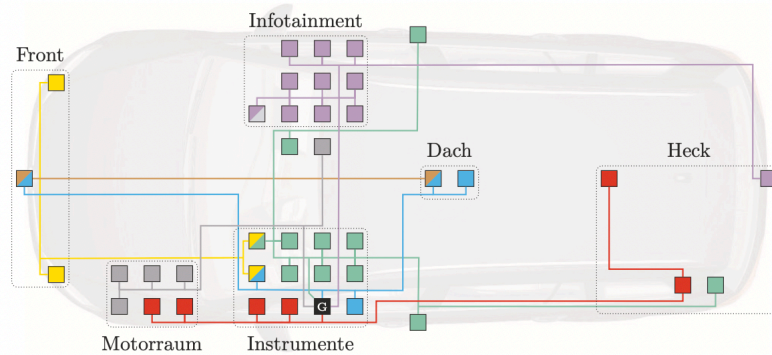 Infotainment
Front
Dach
Heck
G
Motorraum
Instrumente